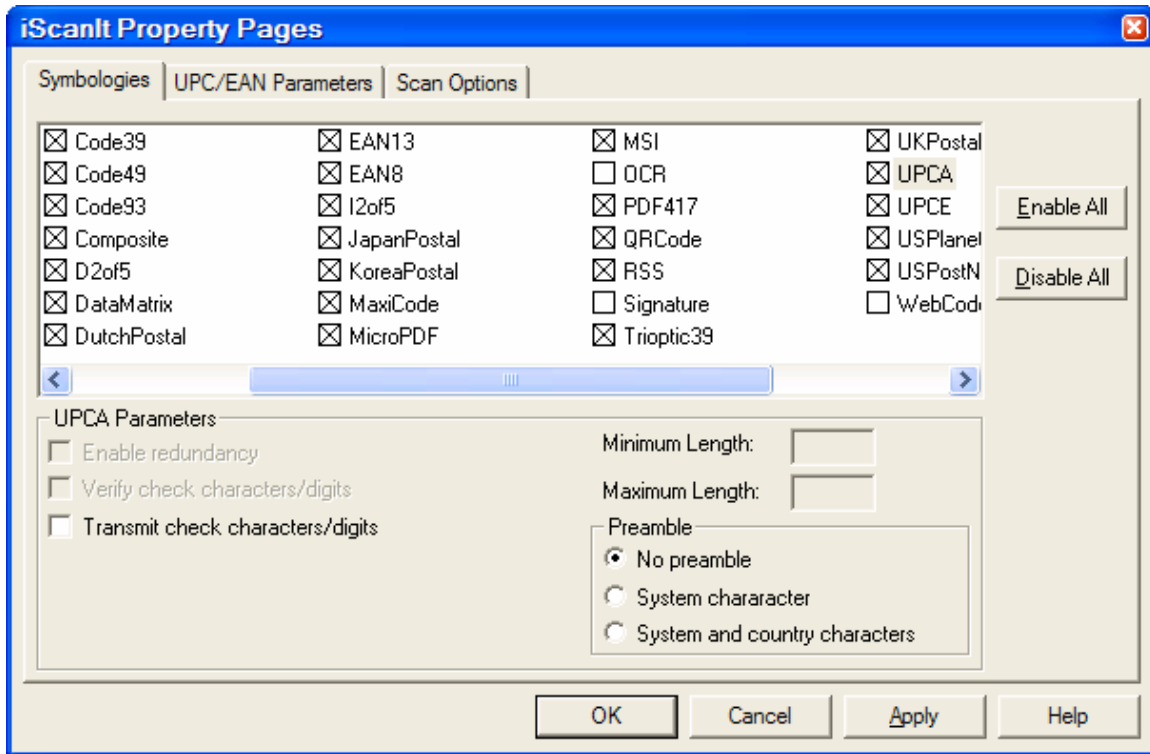 iScanIt Property Pages
Symbologies UPC/EAN Parameters Scan Options
Code39 EAN13 MSI UKPostal
Code49 EAN8 OCR UPCA
Code93 I2of5 PDF417 UPCE
Composite JapanPostal QRCode USPlanet
D2of5 KoreaPostal RSS USPostN
DataMatrix MaxiCode Signature WebCod
DutchPostal MicroPDF Trioptic39
Enable All
Disable All
UPCA Parameters
Enable redundancy
Verify check characters/digits
Transmit check characters/digits
Minimum Length:
Maximum Length:
Preamble
No preamble
System chararacter
System and country characters
OK Cancel Apply Help